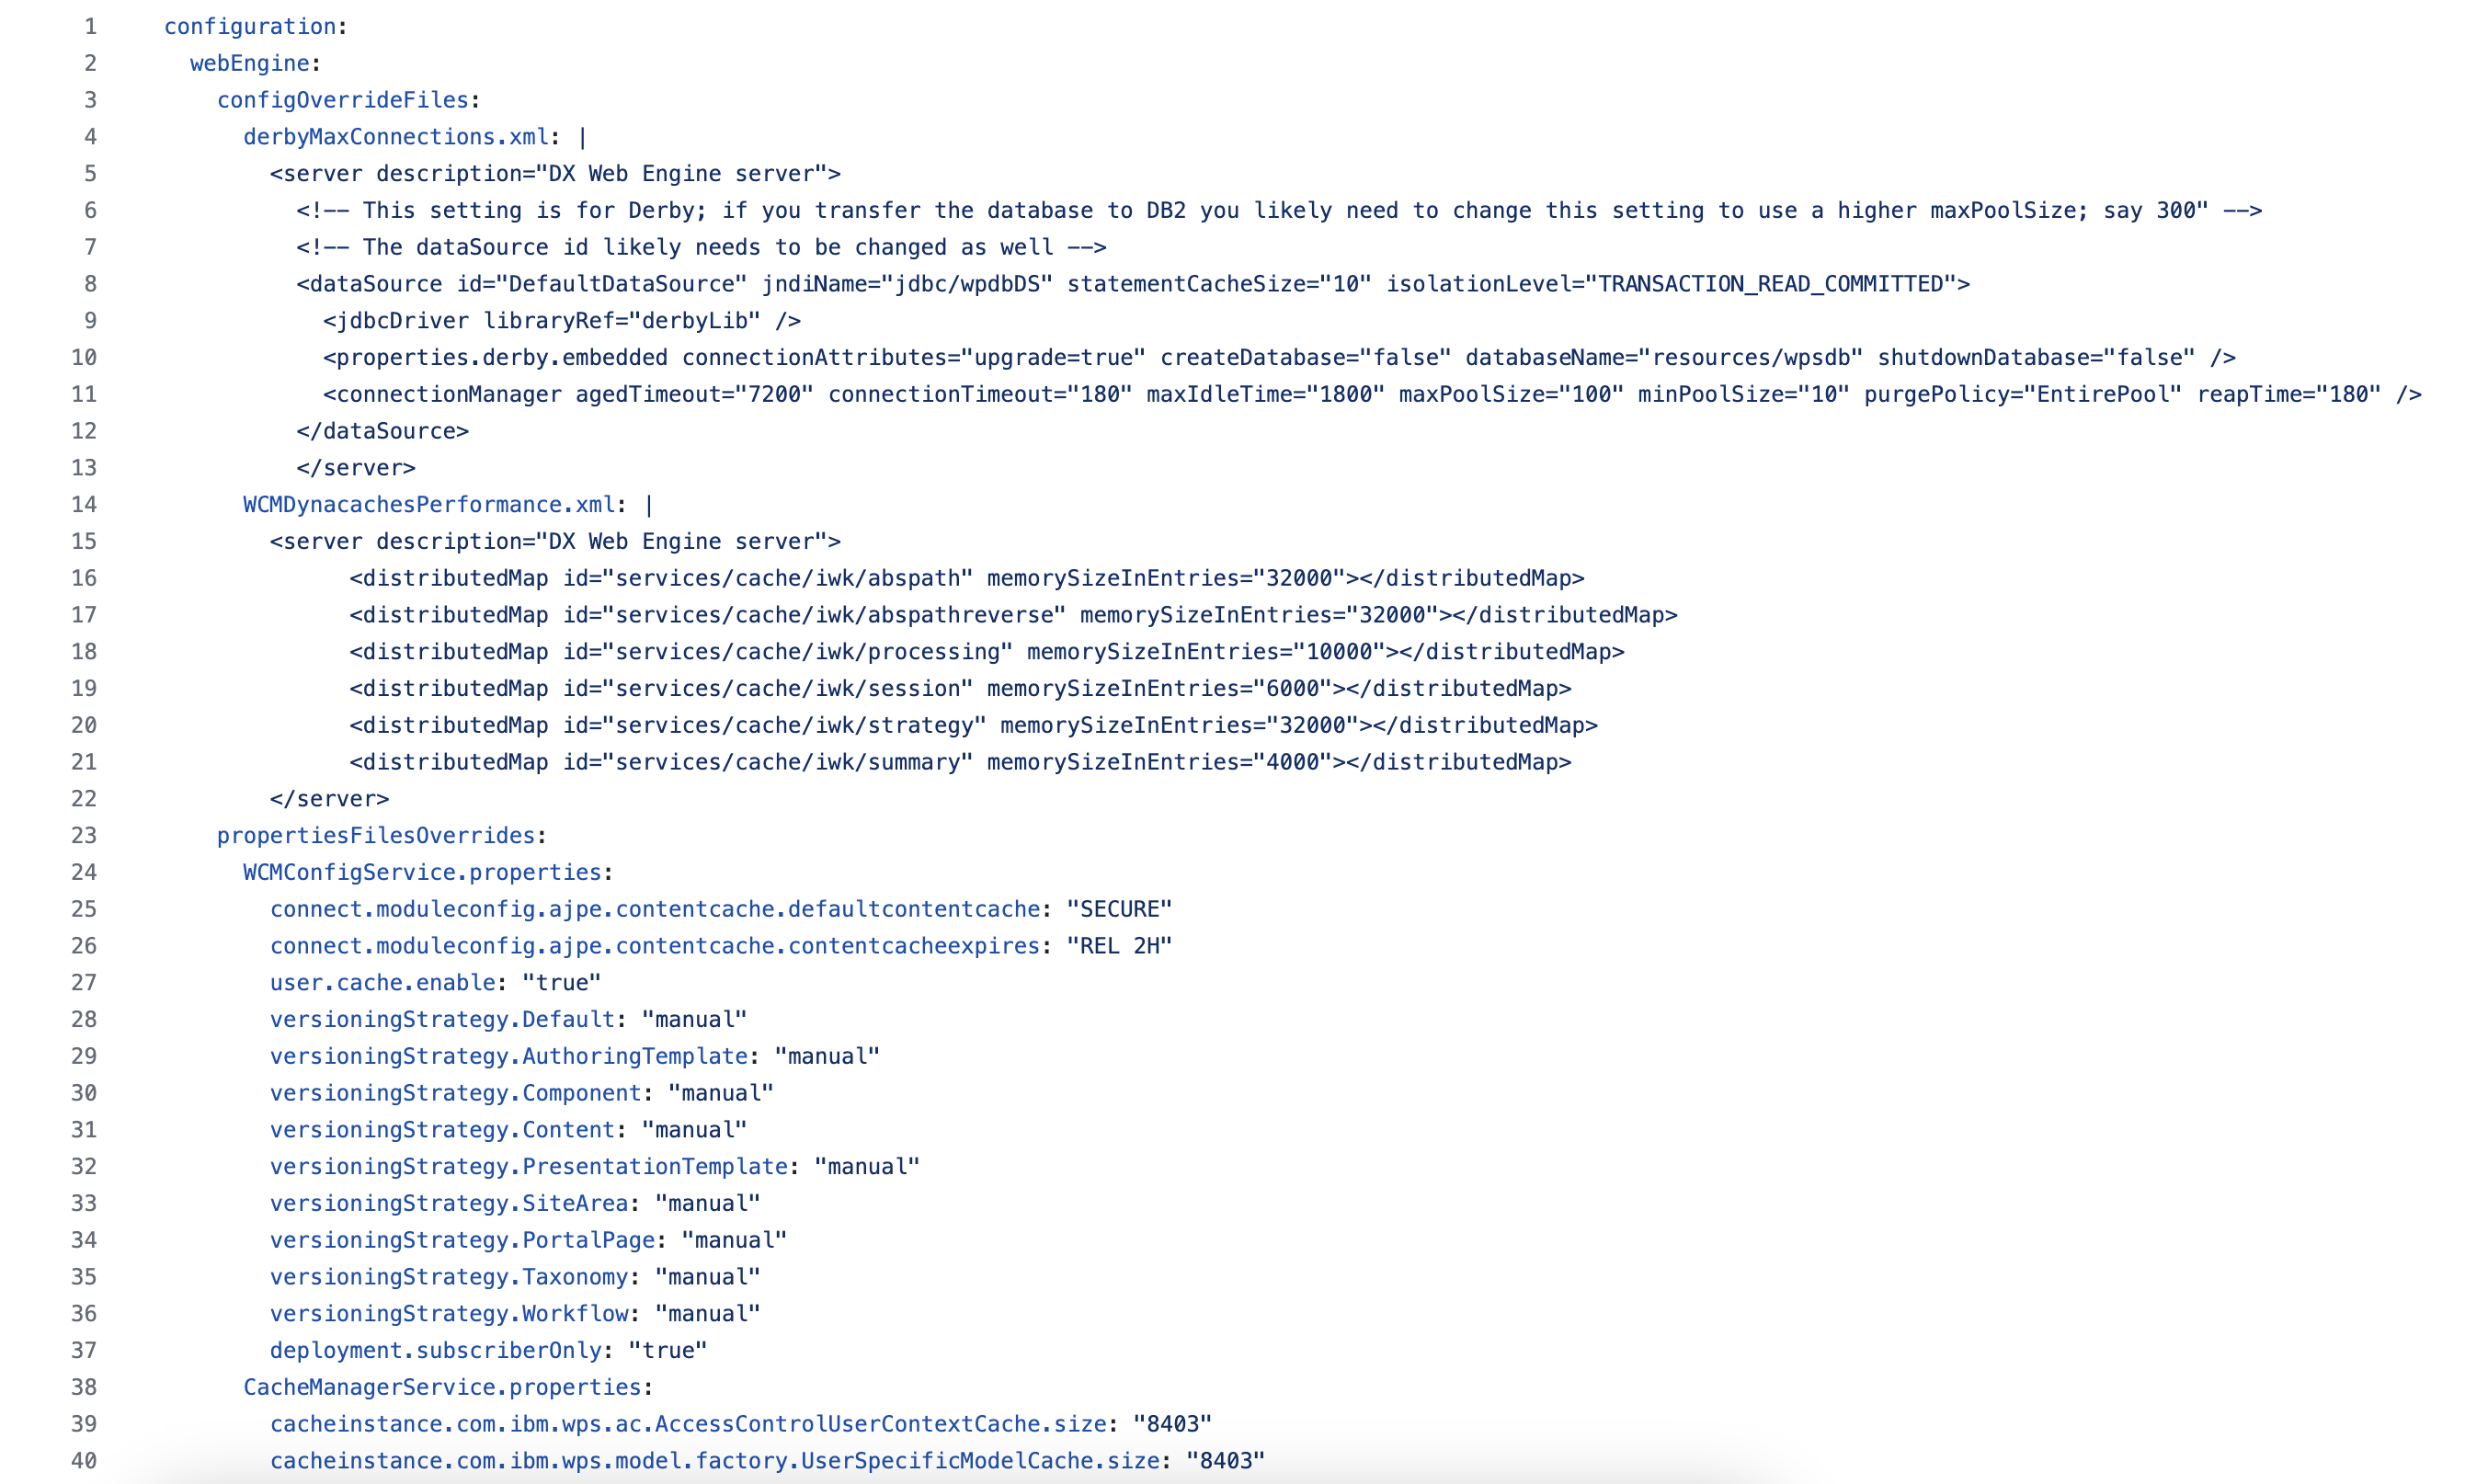 1 configuration:
2   webEngine:
3     configOverrideFiles:
4       derbyMaxConnections.xml: |
5         <server description="DX Web Engine server">
6           <!-- This setting is for Derby; if you transfer the database to DB2 you likely need to change this setting to use a higher maxPoolSize; say 300" -->
7           <!-- The dataSource id likely needs to be changed as well -->
8           <dataSource id="DefaultDataSource" jndiName="jdbc/wpdbDS" statementCacheSize="10" isolationLevel="TRANSACTION_READ_COMMITTED">
9             <jdbcDriver libraryRef="derbyLib" />
10             <properties.derby.embedded connectionAttributes="upgrade=true" createDatabase="false" databaseName="resources/wpsdb" shutdownDatabase="false" />
11             <connectionManager agedTimeout="7200" connectionTimeout="180" maxIdleTime="1800" maxPoolSize="100" minPoolSize="10" purgePolicy="EntirePool" reapTime="180" />
12           </dataSource>
13           </server>
14       WCMDynacachesPerformance.xml: |
15         <server description="DX Web Engine server">
16               <distributedMap id="services/cache/iwk/abspath" memorySizeInEntries="32000"></distributedMap>
17               <distributedMap id="services/cache/iwk/abspathreverse" memorySizeInEntries="32000"></distributedMap>
18               <distributedMap id="services/cache/iwk/processing" memorySizeInEntries="10000"></distributedMap>
19               <distributedMap id="services/cache/iwk/session" memorySizeInEntries="6000"></distributedMap>
20               <distributedMap id="services/cache/iwk/strategy" memorySizeInEntries="32000"></distributedMap>
21               <distributedMap id="services/cache/iwk/summary" memorySizeInEntries="4000"></distributedMap>
22         </server>
23     propertiesFilesOverrides:
24       WCMConfigService.properties:
25         connect.moduleconfig.ajpe.contentcache.defaultcontentcache: "SECURE"
26         connect.moduleconfig.ajpe.contentcache.contentcacheexpires: "REL 2H"
27         user.cache.enable: "true"
28         versioningStrategy.Default: "manual"
29         versioningStrategy.AuthoringTemplate: "manual"
30         versioningStrategy.Component: "manual"
31         versioningStrategy.Content: "manual"
32         versioningStrategy.PresentationTemplate: "manual"
33         versioningStrategy.SiteArea: "manual"
34         versioningStrategy.PortalPage: "manual"
35         versioningStrategy.Taxonomy: "manual"
36         versioningStrategy.Workflow: "manual"
37         deployment.subscriberOnly: "true"
38       CacheManagerService.properties:
39         cacheinstance.com.ibm.wps.ac.AccessControlUserContextCache.size: "8403"
40         cacheinstance.com.ibm.wps.model.factory.UserSpecificModelCache.size: "8403"